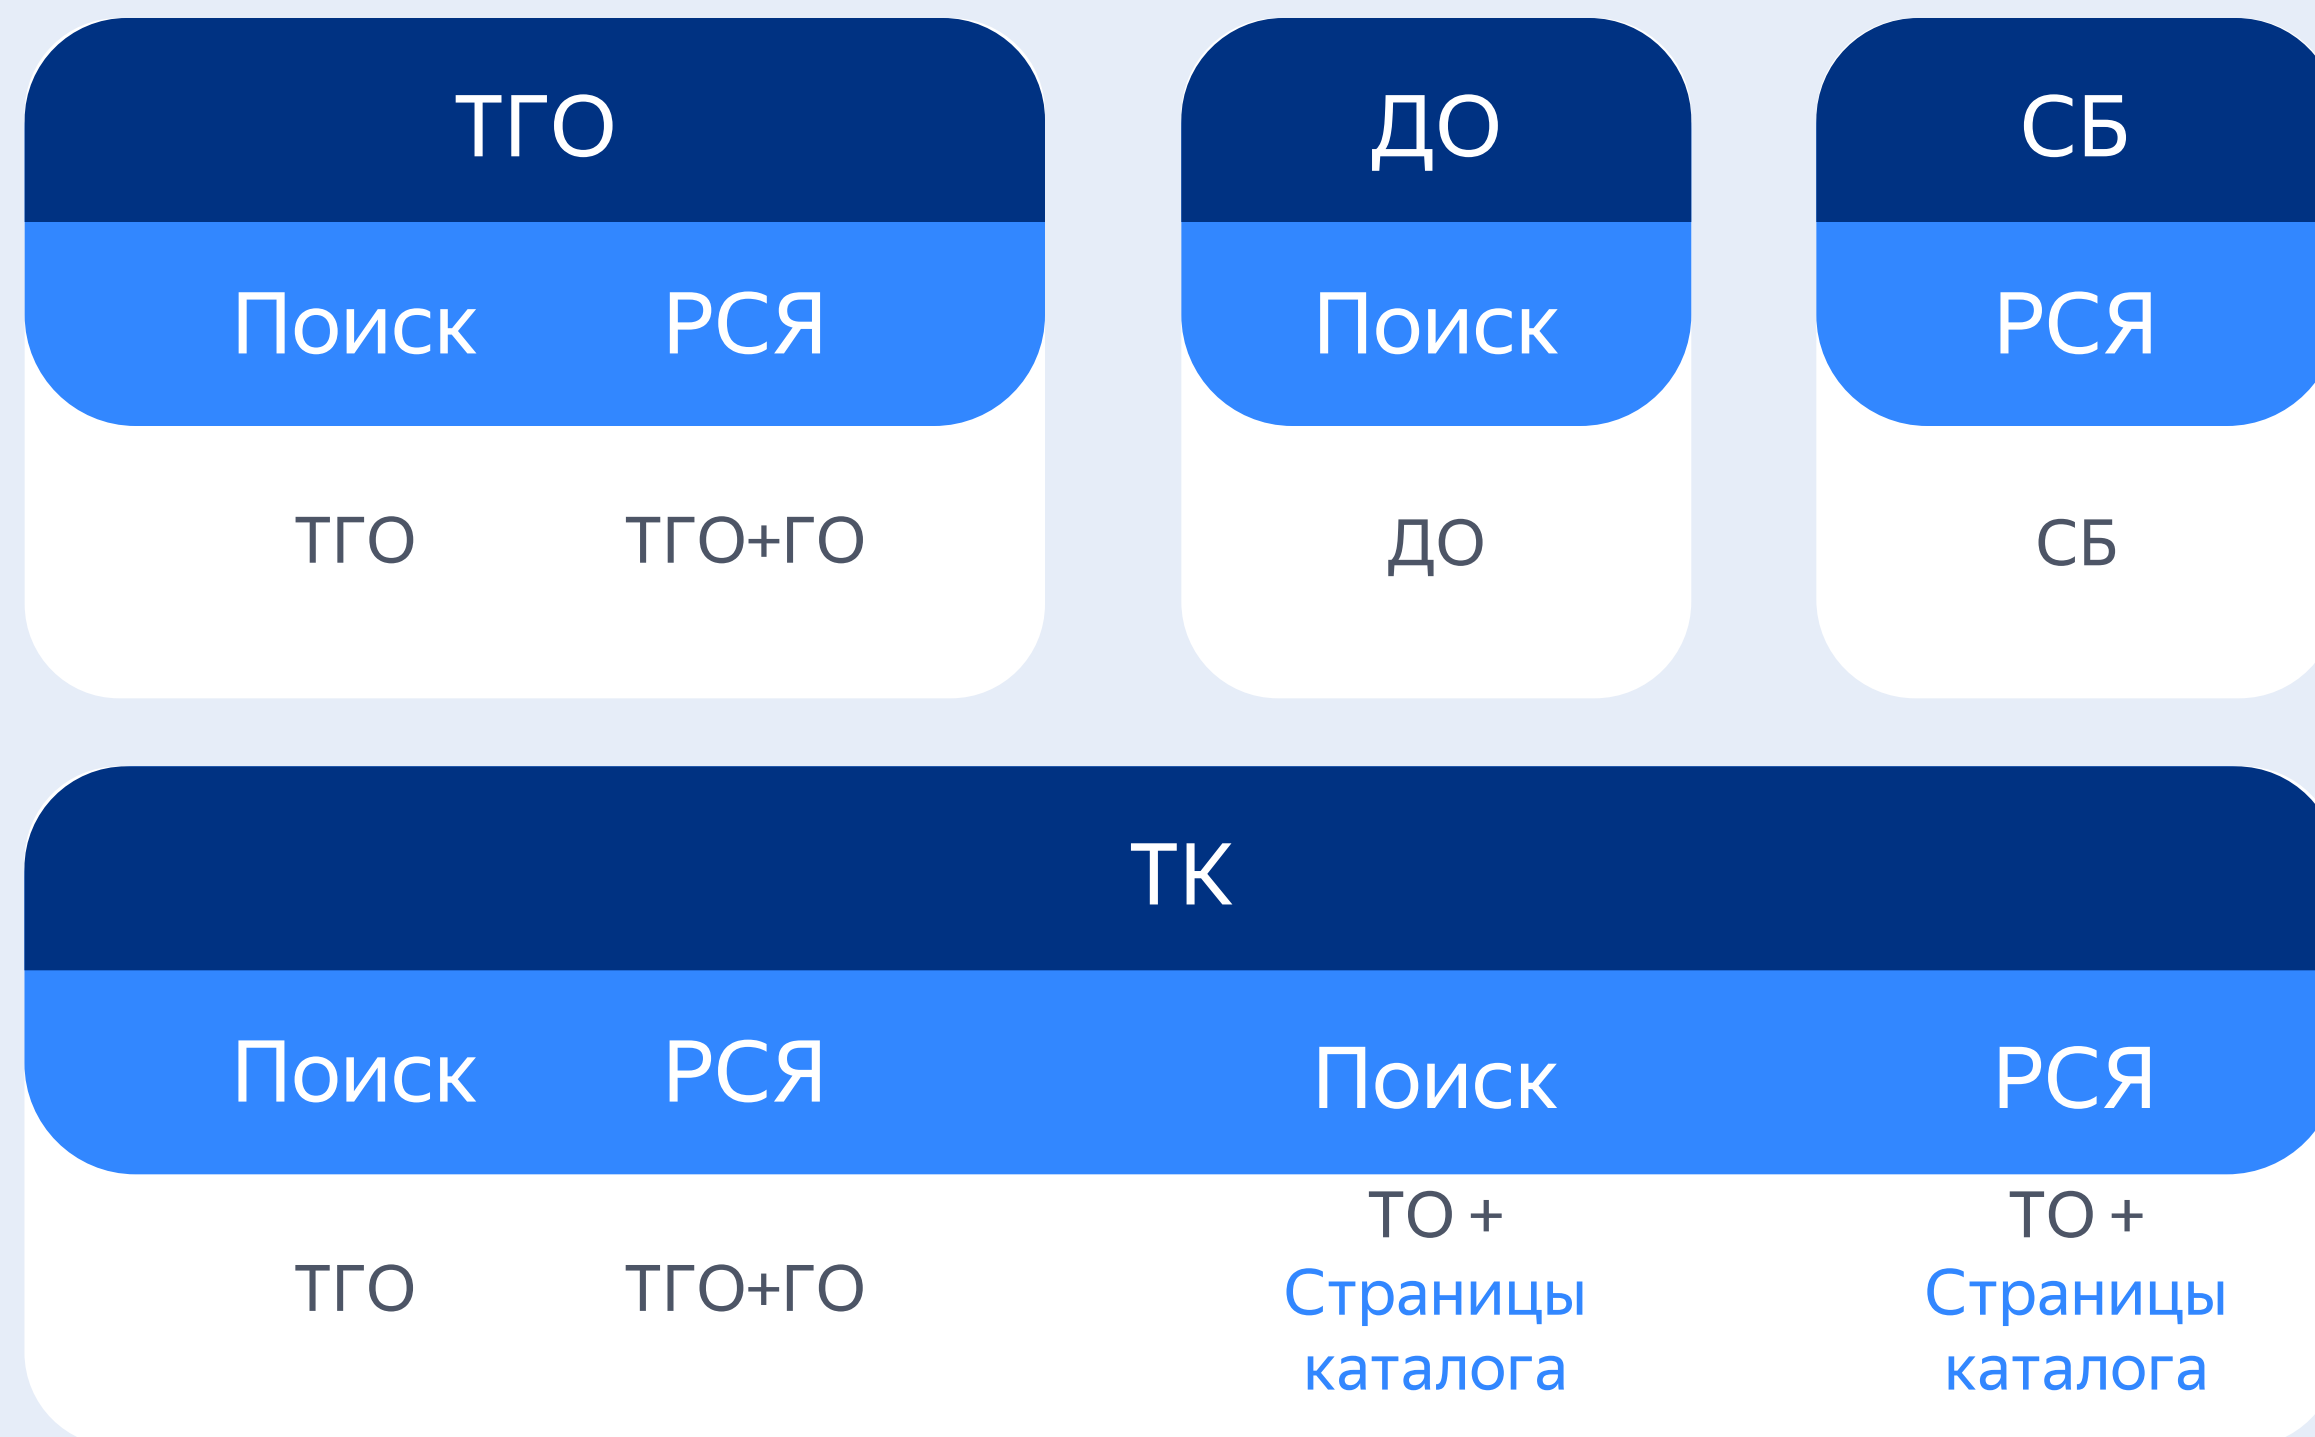 ТГО
Поиск РСЯ
ТГО ТГО+ГО
ДО
Поиск
ДО
СБ
РСЯ
СБ
ТК
Поиск РСЯ Поиск РСЯ
ТГО ТГО+ГО
ТО +
Страницы
каталога
ТО +
Страницы
каталога